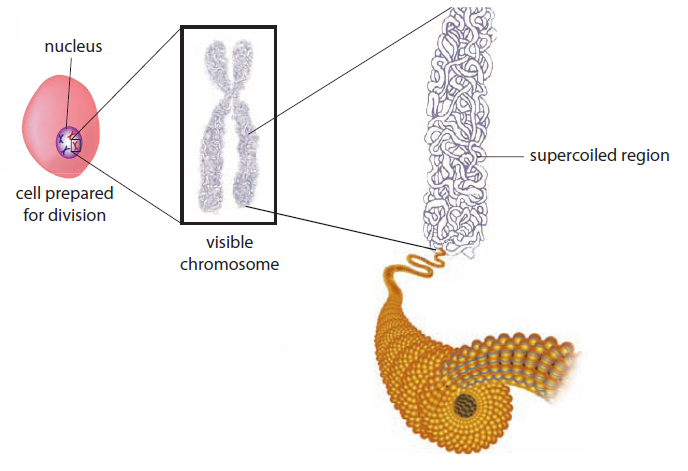 nucleus
cell prepared
for division
visible
chromosome
supercoiled region